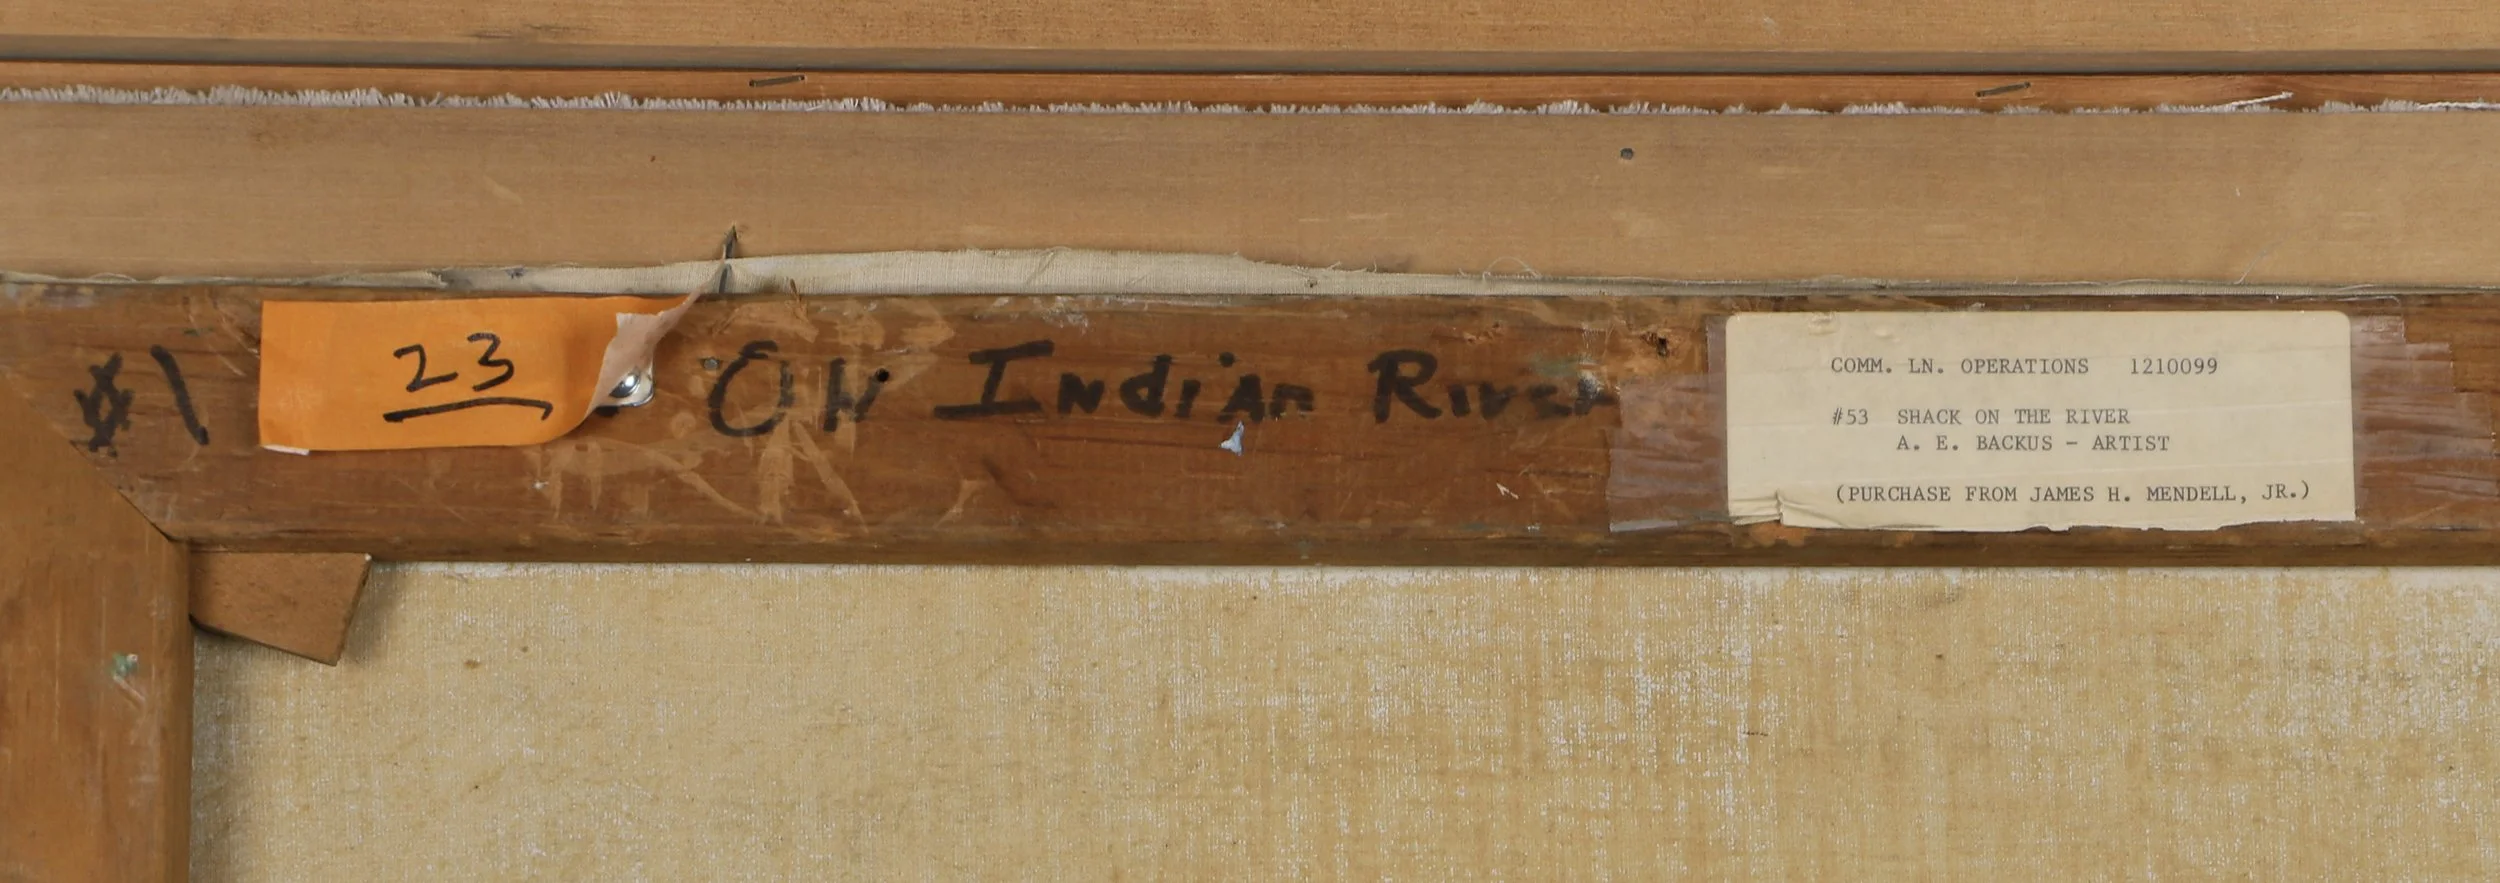 #1
23
ON Indian River
COMM. LN. OPERATIONS 1210099
#53 SHACK ON THE RIVER
A. E. BACKUS - ARTIST
(PURCHASE FROM JAMES H. MENDELL, JR.)